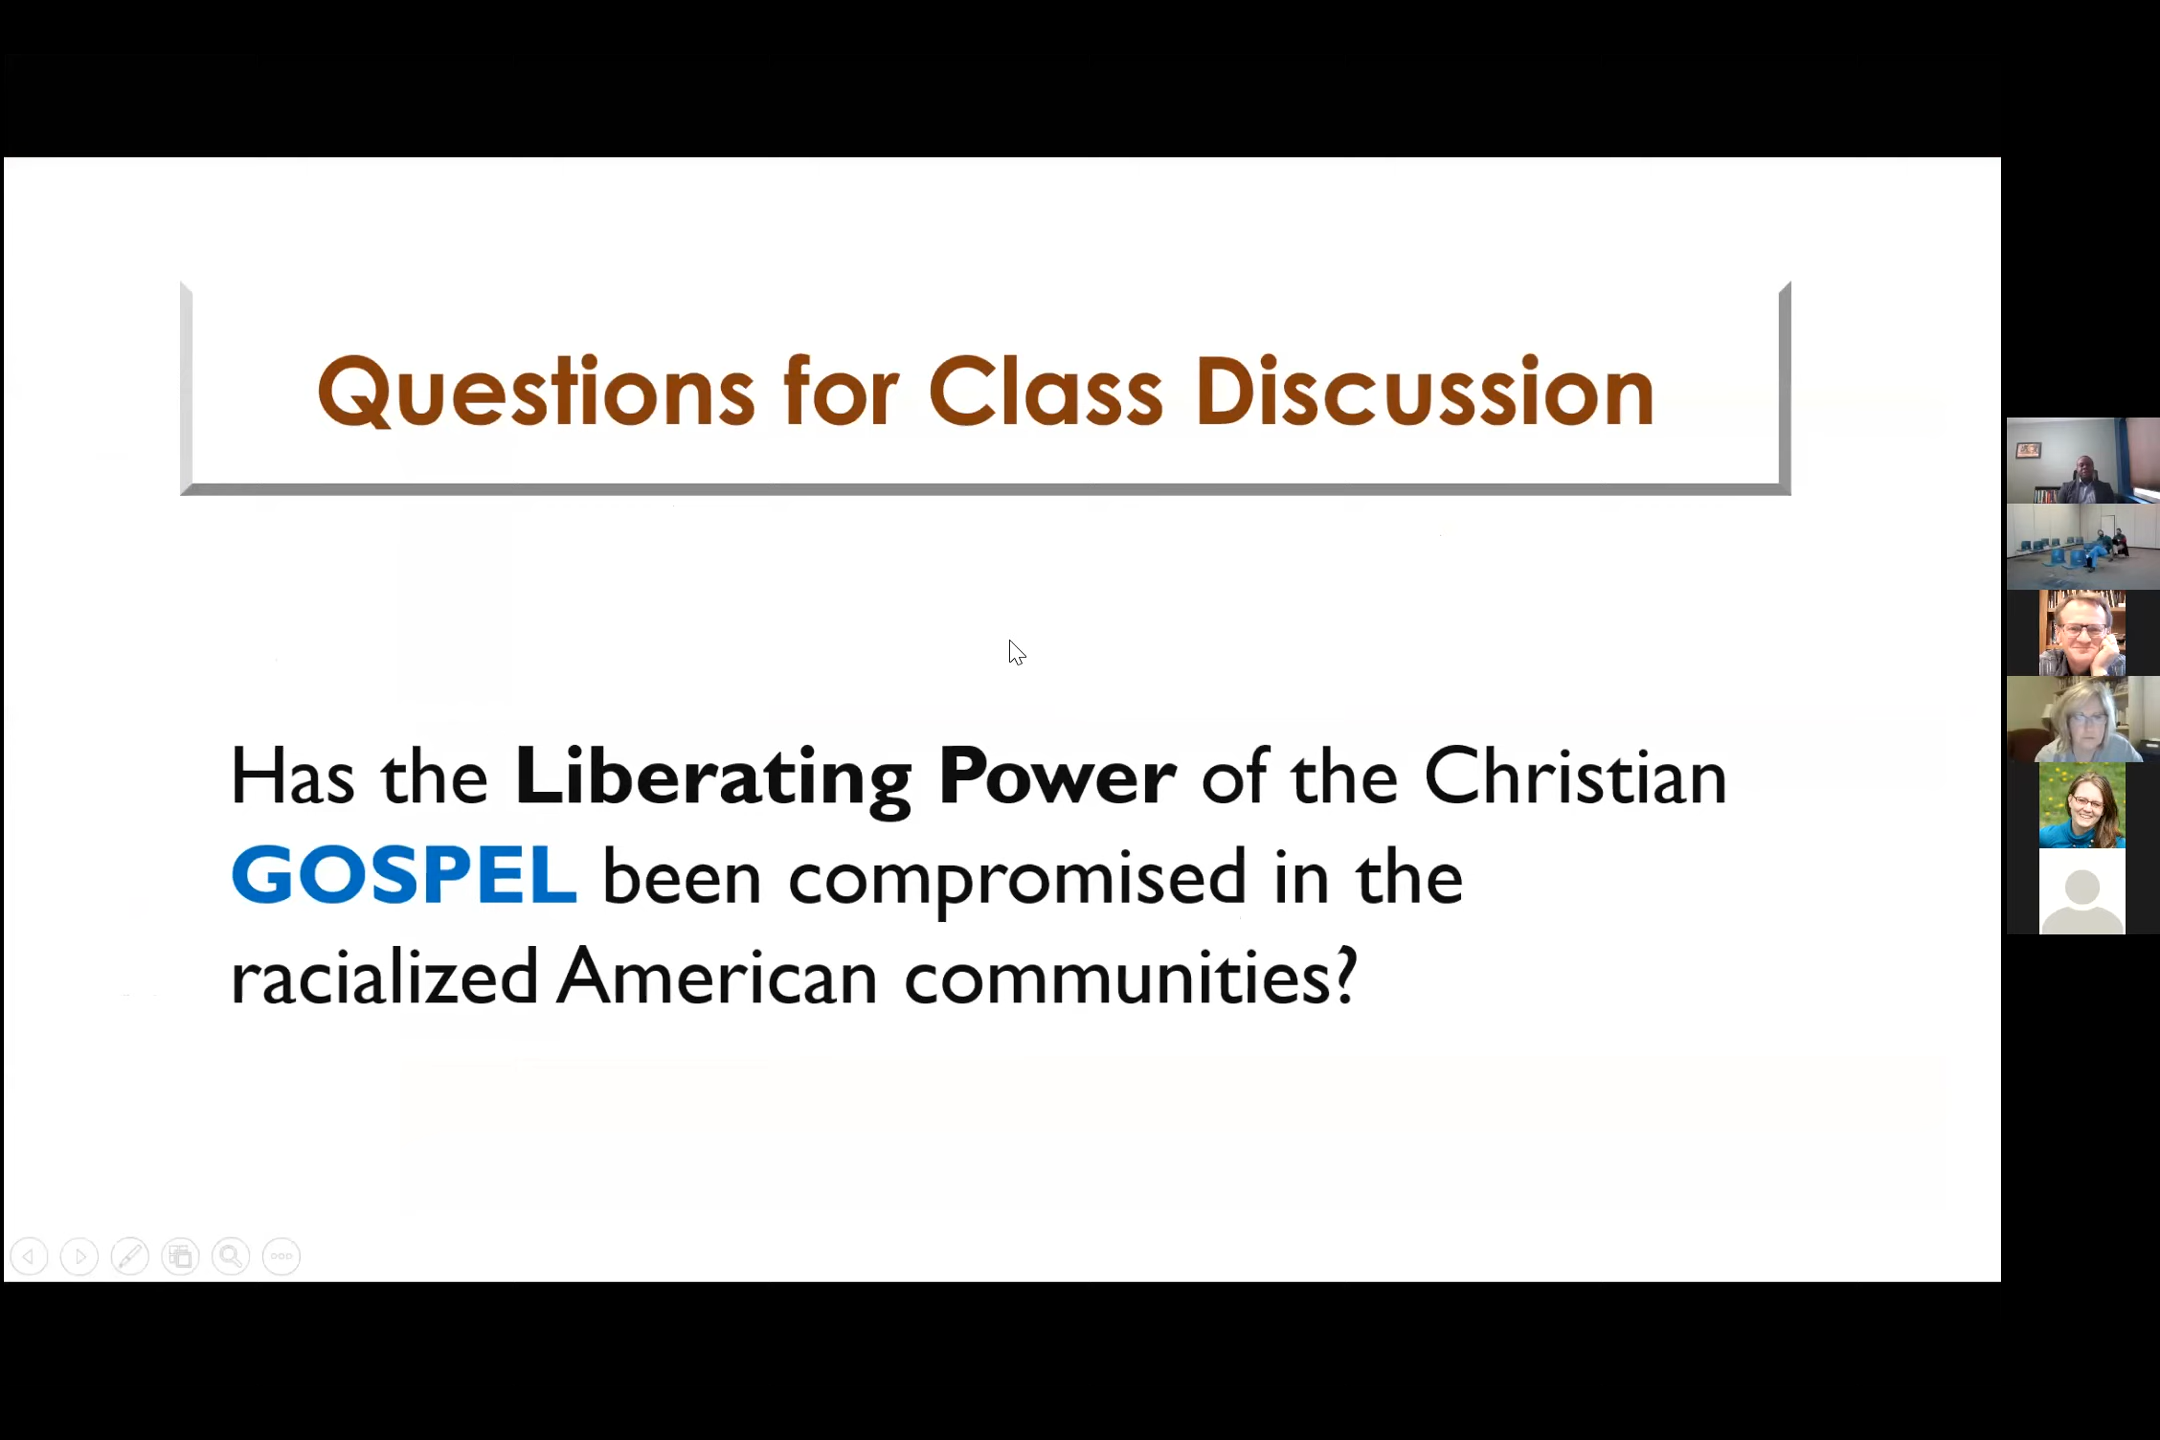 Questions for Class Discussion
Has the Liberating Power of the Christian
GOSPEL been compromised in the
racialized American communities?